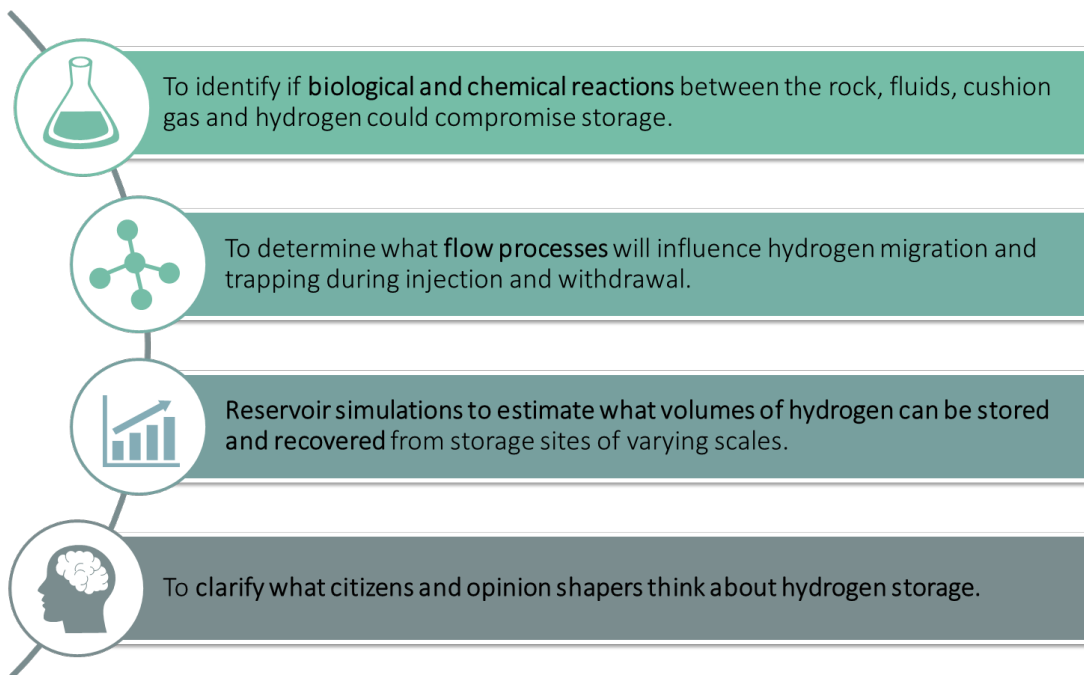 To identify if biological and chemical reactions between the rock, fluids, cushion
gas and hydrogen could compromise storage.
To determine what flow processes will influence hydrogen migration and
trapping during injection and withdrawal.
Reservoir simulations to estimate what volumes of hydrogen can be stored
and recovered from storage sites of varying scales.
To clarify what citizens and opinion shapers think about hydrogen storage.